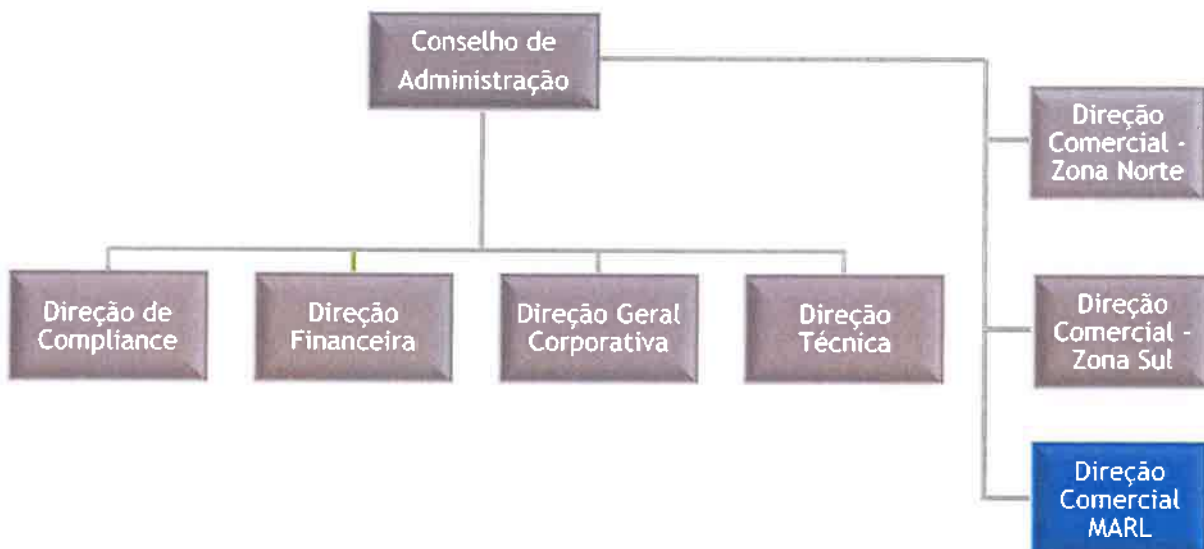 Conselho de
Administração
Direção
Comercial -
Zona Norte
Direção de
Compliance
Direção
Financeira
Direção Geral
Corporativa
Direção
Técnica
Direção
Comercial -
Zona Sul
Direção
Comercial
MARL